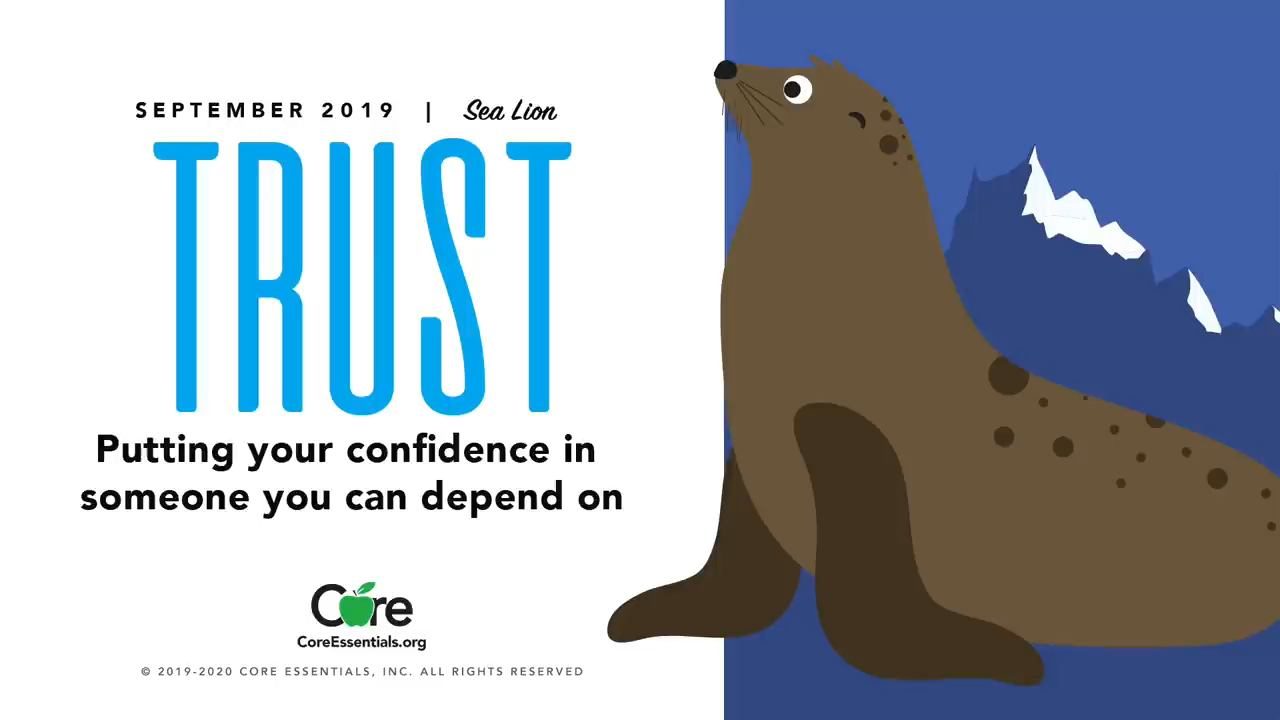 SEPTEMBER 2019 | Sea Lion
TRUST
Putting your confidence in
someone you can depend on
Core
CoreEssentials.org
© 2019-2020 CORE ESSENTIALS, INC. ALL RIGHTS RESERVED